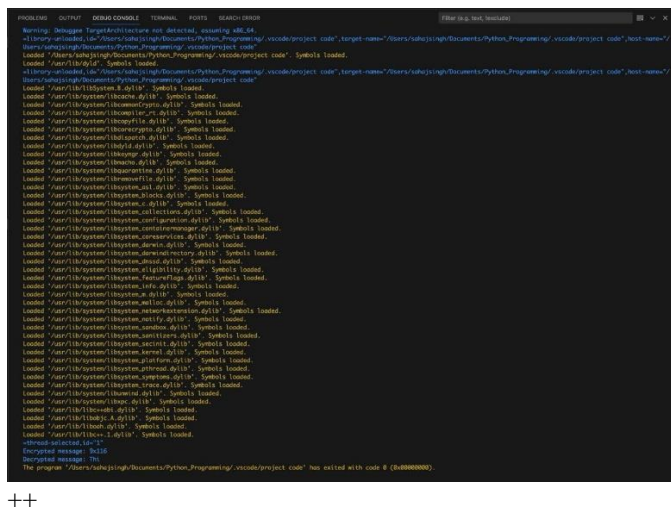 PROBLEMS OUTPUT DEBUG CONSOLE TERMINAL PORTS SEARCH ERROR Filter (e.g. text, !exclude)
Warning: Debuggee TargetArchitecture not detected, assuming x86_64.
=library-unloaded,id="/Users/sahajsingh/Documents/Python_Programming/.vscode/project code",target-name="/Users/sahajsingh/Documents/Python_Programming/.vscode/project code",host-name="/
Users/sahajsingh/Documents/Python_Programming/.vscode/project code"
Loaded "/Users/sahajsingh/Documents/Python_Programming/.vscode/project code". Symbols loaded.
Loaded "/usr/lib/dyld". Symbols loaded.
=library-unloaded,id="/Users/sahajsingh/Documents/Python_Programming/.vscode/project code",target-name="/Users/sahajsingh/Documents/Python_Programming/.vscode/project code",host-name="/
Users/sahajsingh/Documents/Python_Programming/.vscode/project code"
Loaded '/usr/lib/libSystem.B.dylib'. Symbols loaded.
Loaded '/usr/lib/system/libcache.dylib'. Symbols loaded.
Loaded '/usr/lib/system/libcommonCrypto.dylib'. Symbols loaded.
Loaded '/usr/lib/system/libcompiler_rt.dylib'. Symbols loaded.
Loaded '/usr/lib/system/libcopyfile.dylib'. Symbols loaded.
Loaded '/usr/lib/system/libcorecrypto.dylib'. Symbols loaded.
Loaded '/usr/lib/system/libdispatch.dylib'. Symbols loaded.
Loaded '/usr/lib/system/libdyld.dylib'. Symbols loaded.
Loaded '/usr/lib/system/libkeymgr.dylib'. Symbols loaded.
Loaded '/usr/lib/system/libmacho.dylib'. Symbols loaded.
Loaded '/usr/lib/system/libquarantine.dylib'. Symbols loaded.
Loaded '/usr/lib/system/libremovefile.dylib'. Symbols loaded.
Loaded '/usr/lib/system/libsystem_asl.dylib'. Symbols loaded.
Loaded '/usr/lib/system/libsystem_blocks.dylib'. Symbols loaded.
Loaded '/usr/lib/system/libsystem_c.dylib'. Symbols loaded.
Loaded '/usr/lib/system/libsystem_collections.dylib'. Symbols loaded.
Loaded '/usr/lib/system/libsystem_configuration.dylib'. Symbols loaded.
Loaded '/usr/lib/system/libsystem_containermanager.dylib'. Symbols loaded.
Loaded '/usr/lib/system/libsystem_coreservices.dylib'. Symbols loaded.
Loaded '/usr/lib/system/libsystem_darwin.dylib'. Symbols loaded.
Loaded '/usr/lib/system/libsystem_darwindirectory.dylib'. Symbols loaded.
Loaded '/usr/lib/system/libsystem_dnssd.dylib'. Symbols loaded.
Loaded '/usr/lib/system/libsystem_eligibility.dylib'. Symbols loaded.
Loaded '/usr/lib/system/libsystem_featureflags.dylib'. Symbols loaded.
Loaded '/usr/lib/system/libsystem_info.dylib'. Symbols loaded.
Loaded '/usr/lib/system/libsystem_m.dylib'. Symbols loaded.
Loaded '/usr/lib/system/libsystem_malloc.dylib'. Symbols loaded.
Loaded '/usr/lib/system/libsystem_networkextension.dylib'. Symbols loaded.
Loaded '/usr/lib/system/libsystem_notify.dylib'. Symbols loaded.
Loaded '/usr/lib/system/libsystem_sandbox.dylib'. Symbols loaded.
Loaded '/usr/lib/system/libsystem_sanitizers.dylib'. Symbols loaded.
Loaded '/usr/lib/system/libsystem_secinit.dylib'. Symbols loaded.
Loaded '/usr/lib/system/libsystem_kernel.dylib'. Symbols loaded.
Loaded '/usr/lib/system/libsystem_platform.dylib'. Symbols loaded.
Loaded '/usr/lib/system/libsystem_pthread.dylib'. Symbols loaded.
Loaded '/usr/lib/system/libsystem_symptoms.dylib'. Symbols loaded.
Loaded '/usr/lib/system/libsystem_trace.dylib'. Symbols loaded.
Loaded '/usr/lib/system/libunwind.dylib'. Symbols loaded.
Loaded '/usr/lib/system/libxpc.dylib'. Symbols loaded.
Loaded '/usr/lib/libc++abi.dylib'. Symbols loaded.
Loaded '/usr/lib/libobjc.A.dylib'. Symbols loaded.
Loaded '/usr/lib/liboah.dylib'. Symbols loaded.
Loaded '/usr/lib/libc++.1.dylib'. Symbols loaded.
=thread-selected,id="1"
Encrypted message:
Decrypted message: Thi
The program '/Users/sahajsingh/Documents/Python_Programming/.vscode/project code' has exited with code 0 (0x00000000).
++